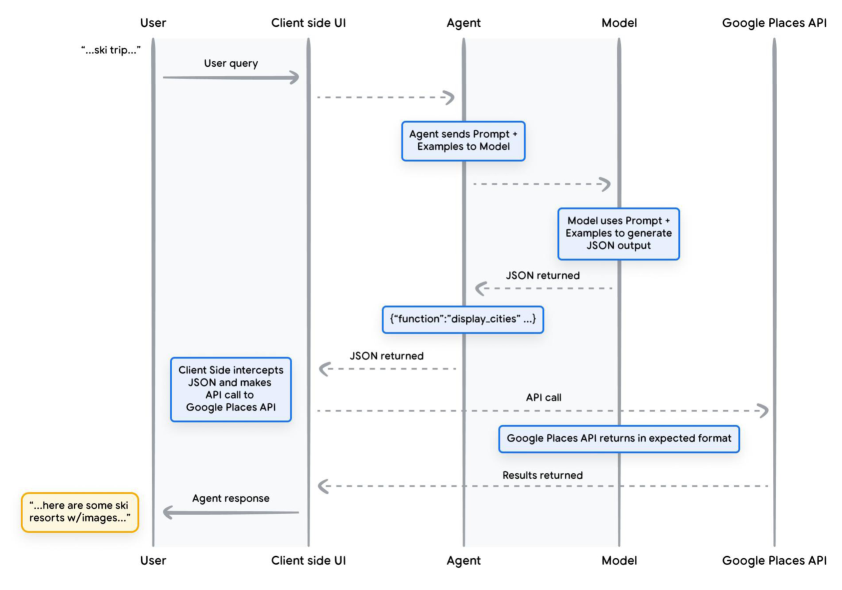 User
Client side UI
Agent
Model
Google Places API
“...ski trip...”
User query
Agent sends Prompt +
Examples to Model
Model uses Prompt +
Examples to generate
JSON output
JSON returned
{“function”:”display_cities” ...}
JSON returned
Client Side intercepts
JSON and makes
API call to
Google Places API
API call
Google Places API returns in expected format
Results returned
Agent response
“...here are some ski
resorts w/images...”
User
Client side UI
Agent
Model
Google Places API